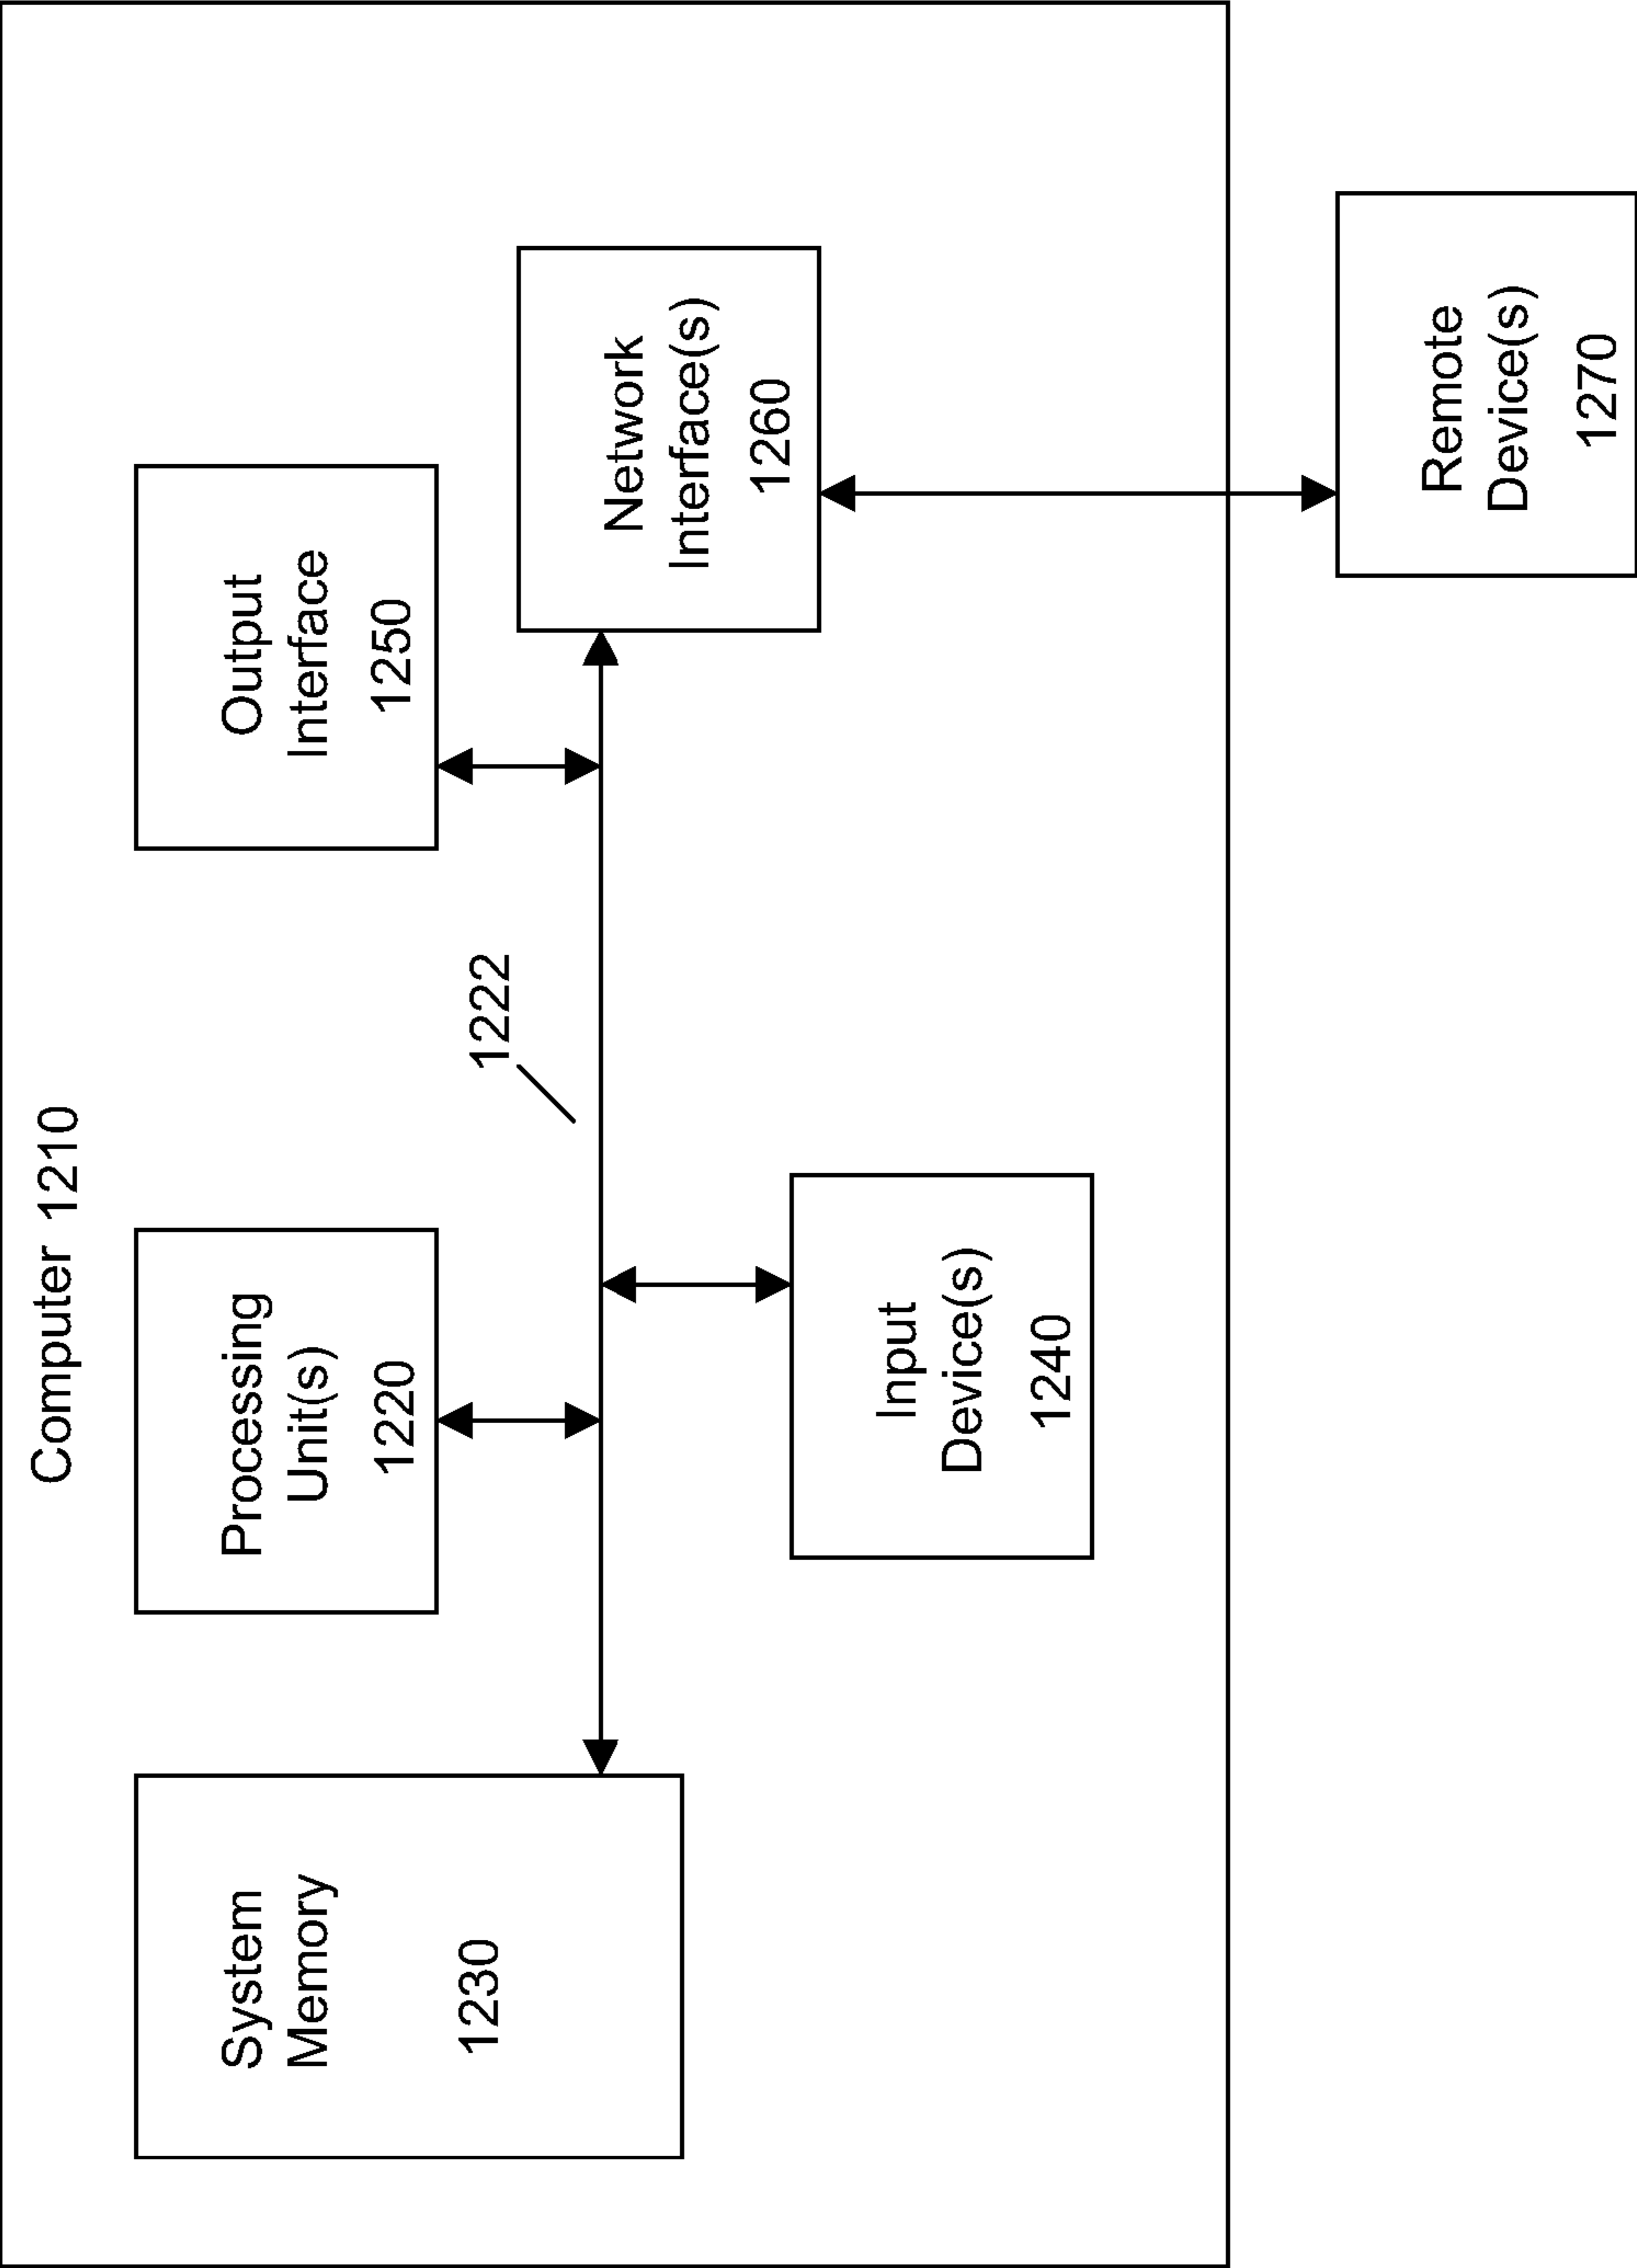 Computer 1210
System
Memory
1230
Processing
Unit(s)
1220
Output
Interface
1250
1222
Network
Interface(s)
1260
Input
Device(s)
1240
Remote
Device(s)
1270